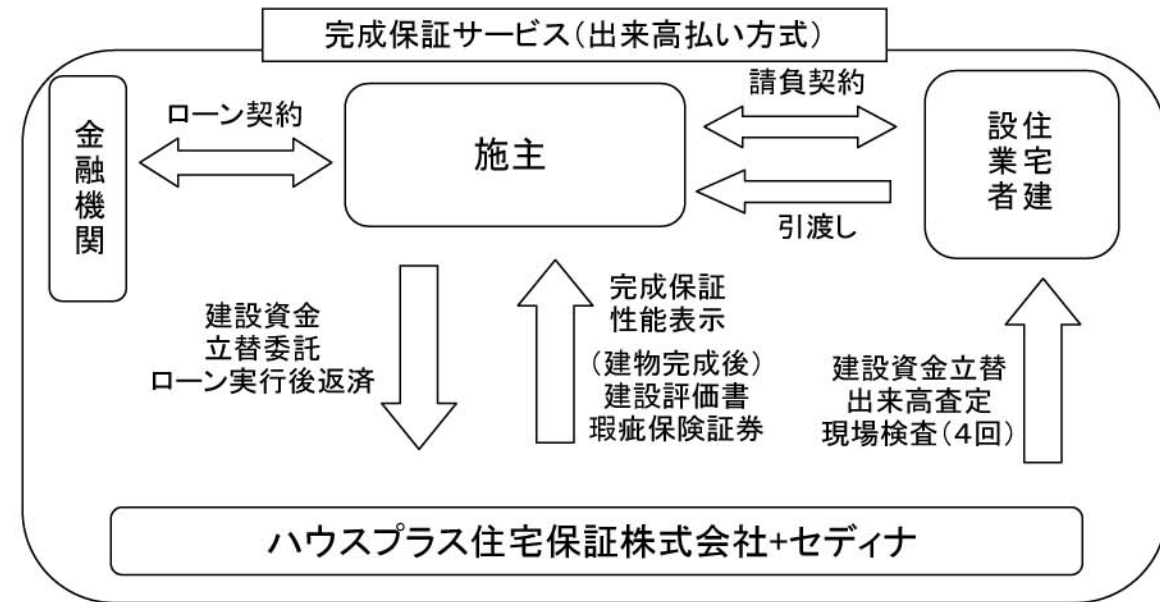 完成保証サービス(出来高払い方式)
金融機関
ローン契約
施主
請負契約
引渡し
住宅建
設業者
建設資金
立替委託
ローン実行後返済
完成保証
性能表示
(建物完成後)
建設評価書
瑕疵保険証券
建設資金立替
出来高査定
現場検査(4回)
ハウスプラス住宅保証株式会社+セディナ